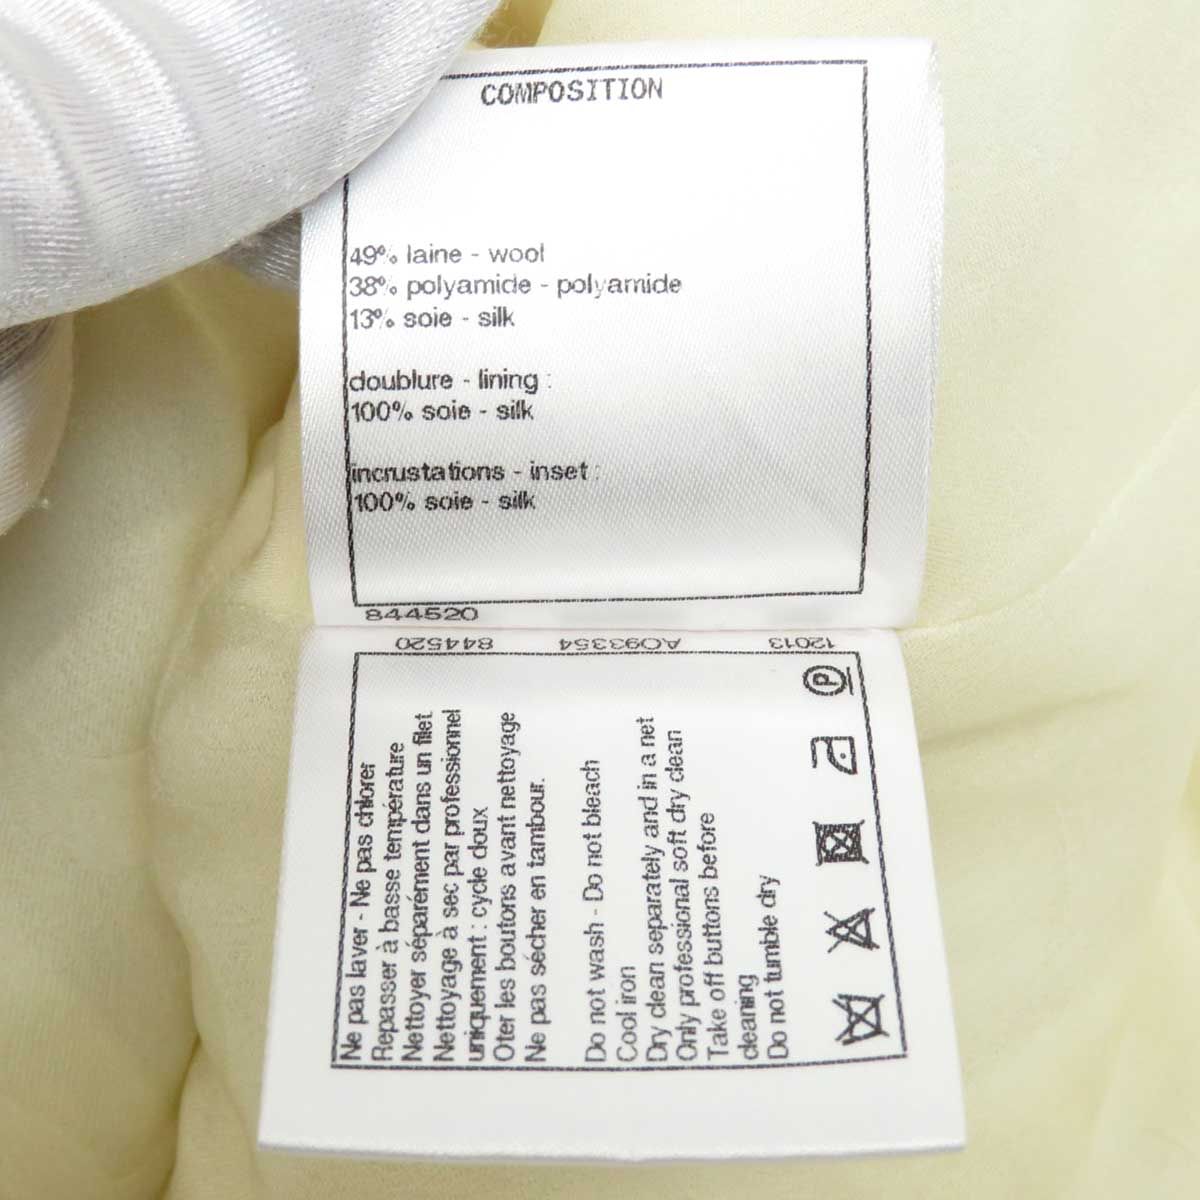 COMPOSITION
49% laine - wool
38% polyamide - polyamide
13% soie - silk
doublure - lining :
100% soie - silk
incrustations - inset :
100% soie - silk
844520
844520 A093354 12013
Ne pas laver - Ne pas chlorer
Repasser à basse température
Nettoyer séparément dans un filet
Nettoyage à sec par professionnel
uniquement : cycle doux
Oter les boutons avant nettoyage
Ne pas sécher en tambour.
Do not wash - Do not bleach
Cool iron
Dry clean separately and in a net
Only professional soft dry clean
Take off buttons before
cleaning
Do not tumble dry
P